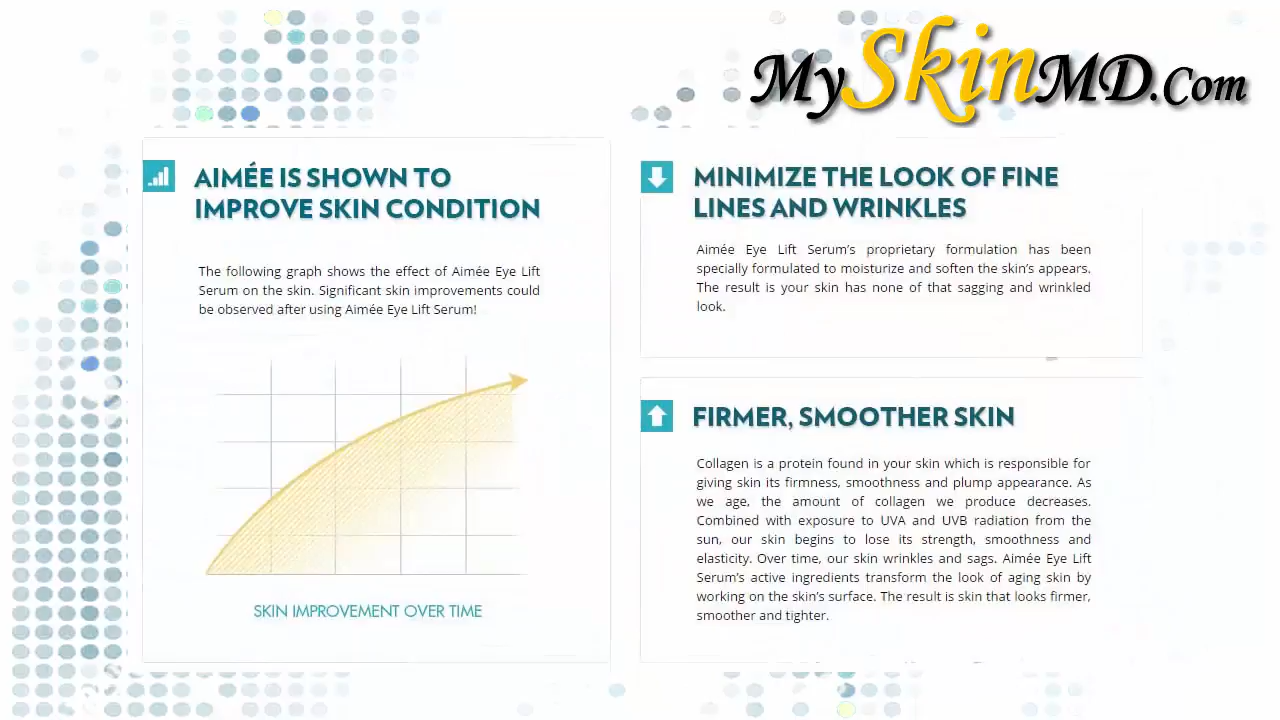 MySkinMD.Com
AIMÉE IS SHOWN TO
IMPROVE SKIN CONDITION
The following graph shows the effect of Aimée Eye Lift
Serum on the skin. Significant skin improvements could
be observed after using Aimée Eye Lift Serum!
SKIN IMPROVEMENT OVER TIME
MINIMIZE THE LOOK OF FINE
LINES AND WRINKLES
Aimée Eye Lift Serum’s proprietary formulation has been
specially formulated to moisturize and soften the skin’s appears.
The result is your skin has none of that sagging and wrinkled
look.
FIRMER, SMOOTHER SKIN
Collagen is a protein found in your skin which is responsible for
giving skin its firmness, smoothness and plump appearance. As
we age, the amount of collagen we produce decreases.
Combined with exposure to UVA and UVB radiation from the
sun, our skin begins to lose its strength, smoothness and
elasticity. Over time, our skin wrinkles and sags. Aimée Eye Lift
Serum’s active ingredients transform the look of aging skin by
working on the skin’s surface. The result is skin that looks firmer,
smoother and tighter.